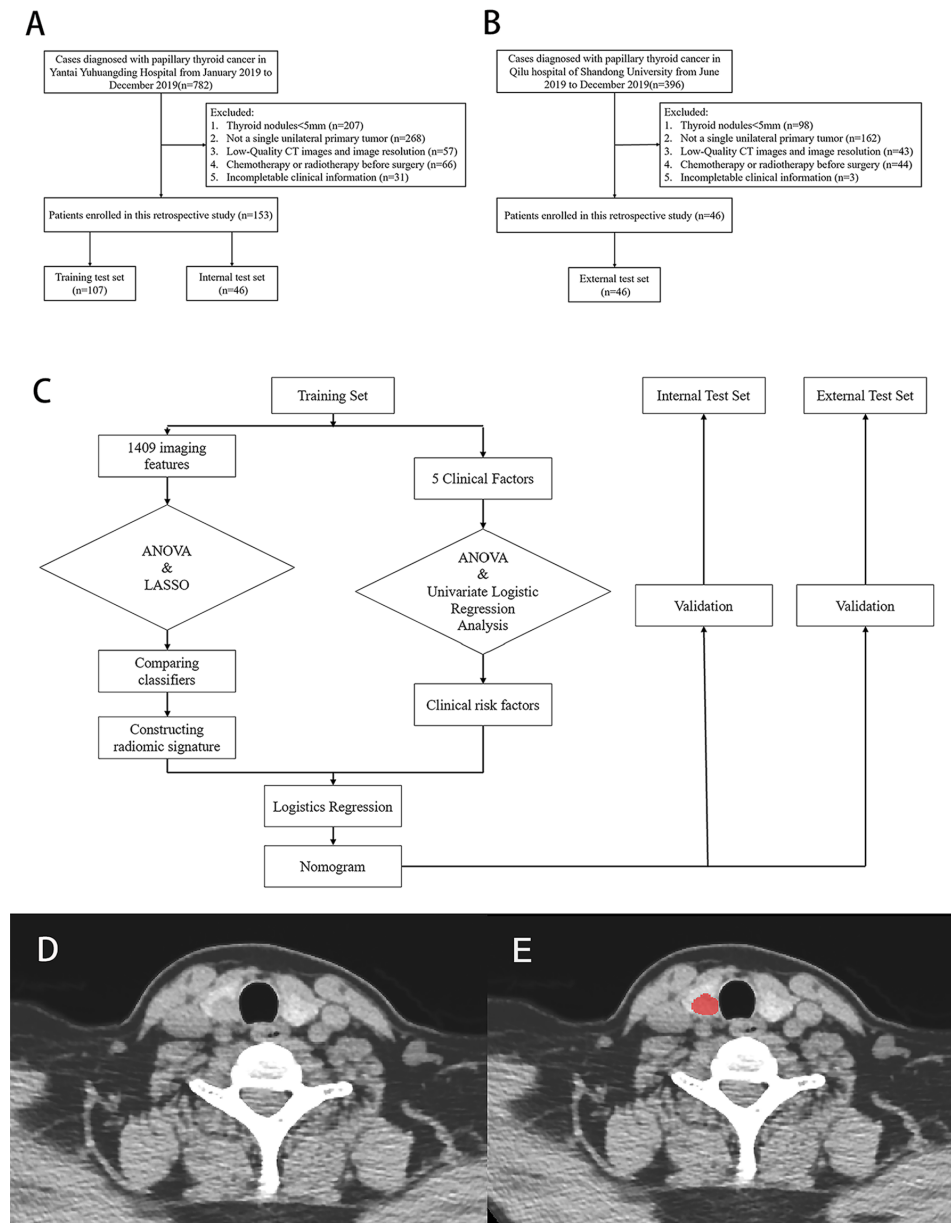 A
Cases diagnosed with papillary thyroid cancer in
Yantai Yuhuangding Hospital from January 2019 to
December 2019(n=782)
Excluded:
1. Thyroid nodules<5mm (n=207)
2. Not a single unilateral primary tumor (n=268)
3. Low-Quality CT images and image resolution (n=57)
4. Chemotherapy or radiotherapy before surgery (n=66)
5. Incompletable clinical information (n=31)
Patients enrolled in this retrospective study (n=153)
Training test set
(n=107)
Internal test set
(n=46)
B
Cases diagnosed with papillary thyroid cancer in
Qilu hospital of Shandong University from June
2019 to December 2019(n=396)
Excluded:
1. Thyroid nodules<5mm (n=98)
2. Not a single unilateral primary tumor (n=162)
3. Low-Quality CT images and image resolution (n=43)
4. Chemotherapy or radiotherapy before surgery (n=44)
5. Incompletable clinical information (n=3)
Patients enrolled in this retrospective study (n=46)
External test set
(n=46)
C
Training Set
1409 imaging
features
ANOVA
&
LASSO
Comparing
classifiers
Constructing
radiomic signature
5 Clinical Factors
ANOVA
&
Univariate Logistic
Regression
Analysis
Clinical risk factors
Logistics Regression
Nomogram
Internal Test Set
Validation
External Test Set
Validation
D
E